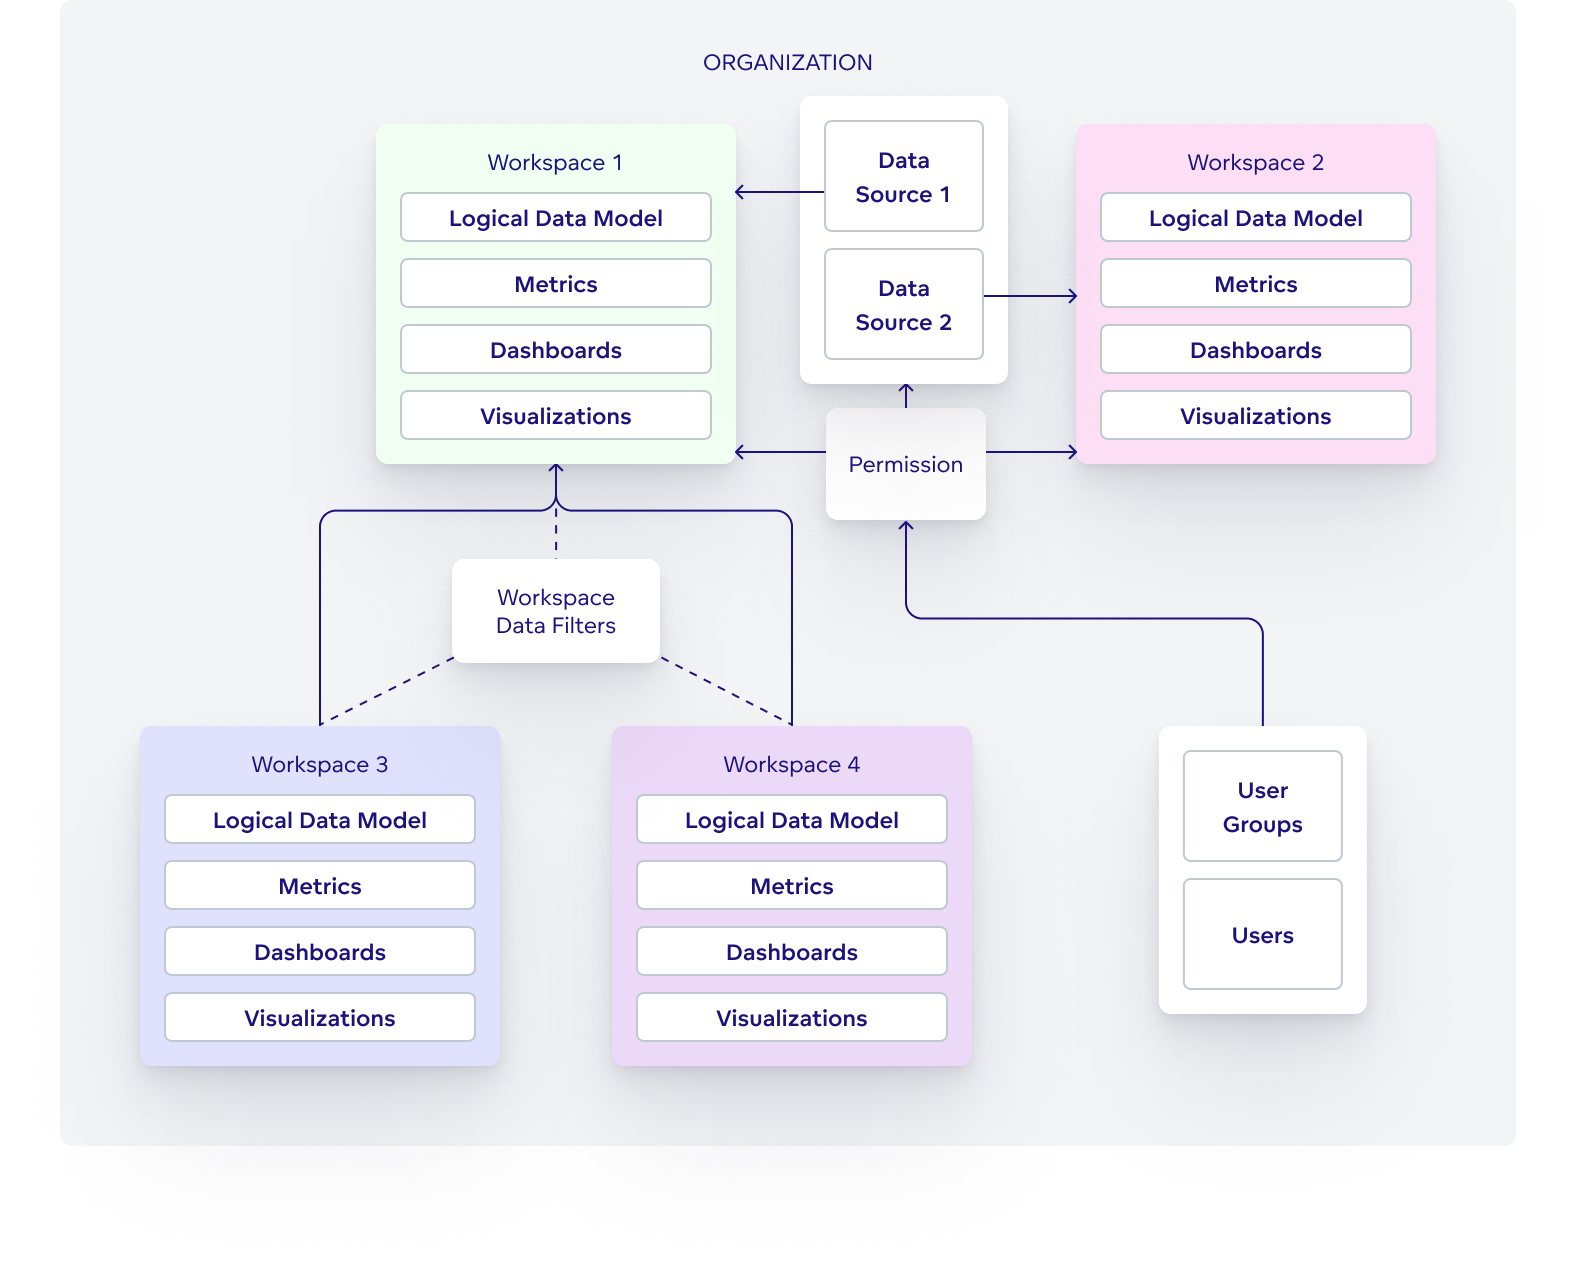 ORGANIZATION
Workspace 1
Logical Data Model
Metrics
Dashboards
Visualizations
Data
Source 1
Data
Source 2
Workspace 2
Logical Data Model
Metrics
Dashboards
Visualizations
Permission
Workspace
Data Filters
Workspace 3
Logical Data Model
Metrics
Dashboards
Visualizations
Workspace 4
Logical Data Model
Metrics
Dashboards
Visualizations
User
Groups
Users